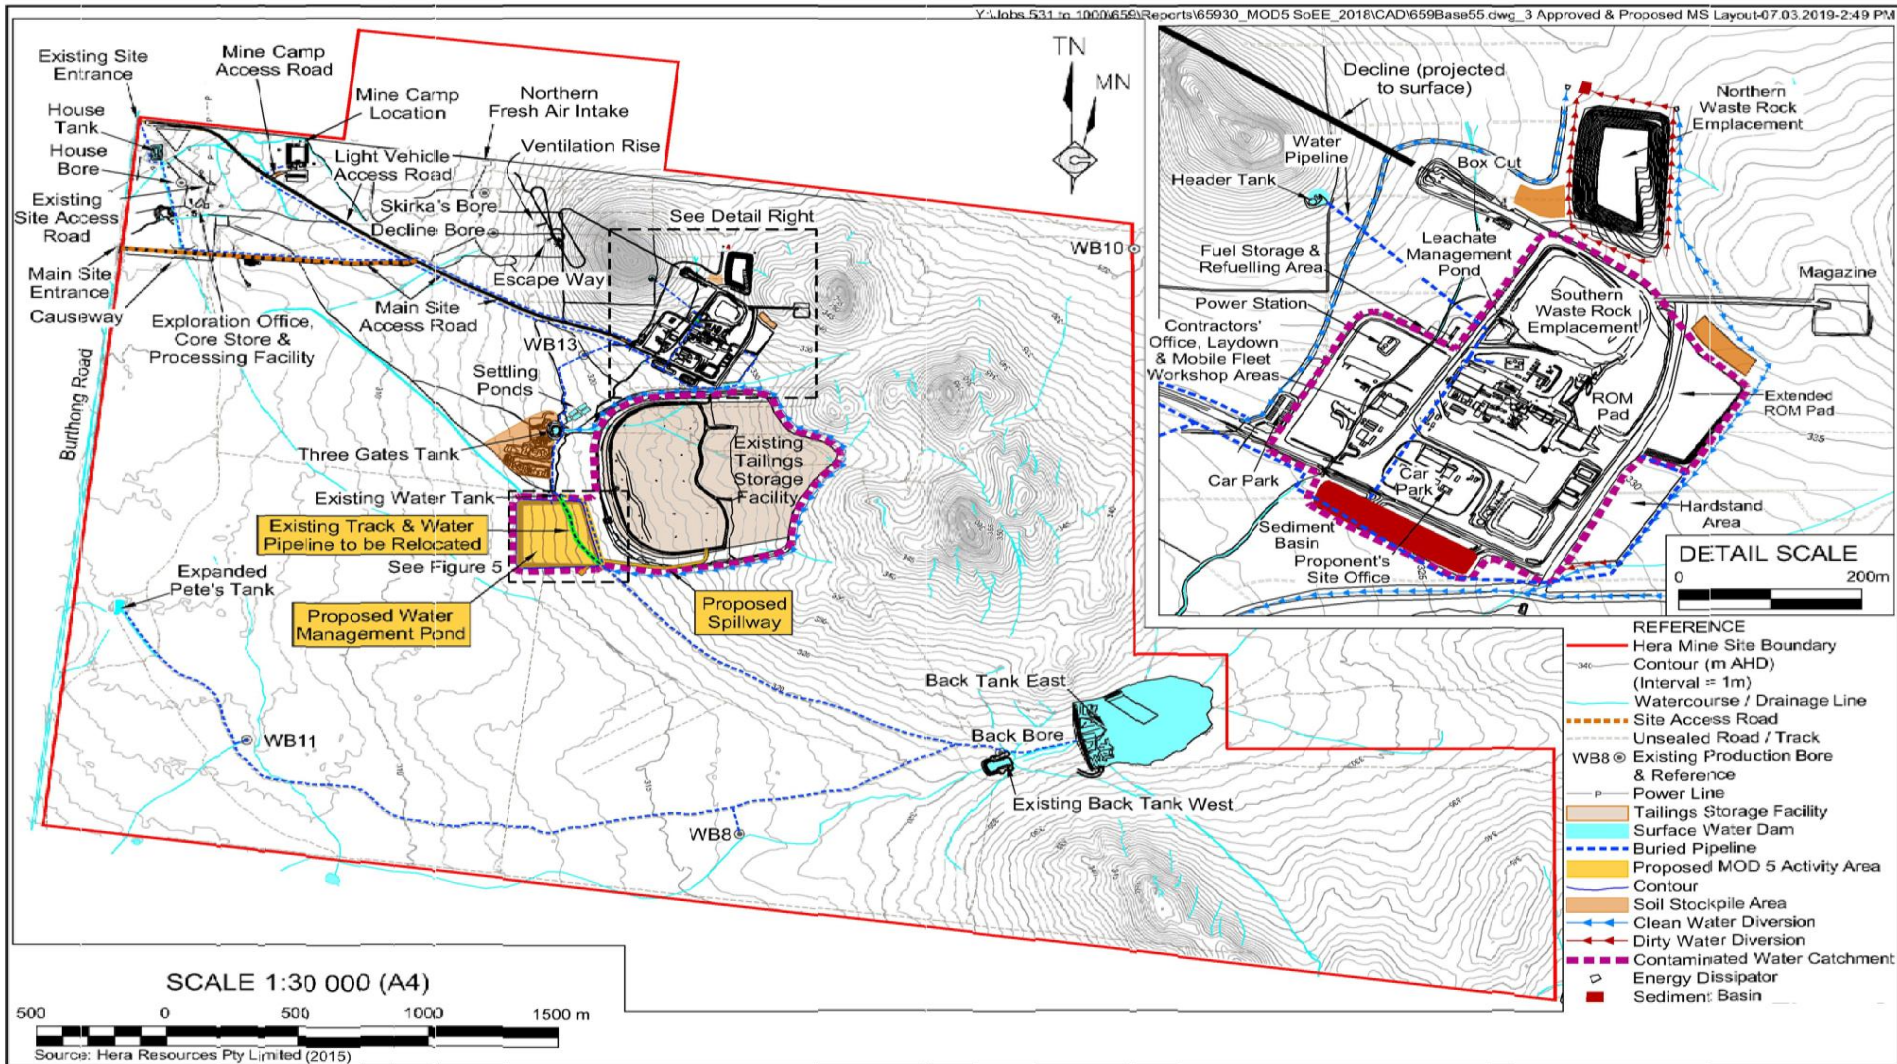 Y:\Jobs 531 to 1000\659\Reports\65930_MOD5 SoEE_2018\CAD\659Base55.dwg_3 Approved & Proposed MS Layout-07.03.2019-2:49 PM
Existing Site
Entrance
Mine Camp
Access Road
House
Tank
House
Bore
Mine Camp
Location
Northern
Fresh Air Intake
Ventilation Rise
Light Vehicle
Access Road
Existing
Site Access
Road
Skirka's Bore
Decline Bore
See Detail Right
TN
MN
WB10
Main Site
Entrance
Causeway
Escape Way
Main Site
Access Road
Exploration Office,
Core Store &
Processing Facility
WB13
Settling
Ponds
Burthong Road
Three Gates Tank
Existing
Tailings
Storage
Facility
Existing Water Tank
Existing Track & Water
Pipeline to be Relocated
See Figure 5
Expanded
Pete's Tank
Proposed Water
Management Pond
Proposed
Spillway
Back Tank East
Back Bore
WB11
Existing Back Tank West
WB8
310
315
320
Decline (projected
to surface)
Northern
Waste Rock
Emplacement
Water
Pipeline
Box Cut
Header Tank
Leachate
Management
Pond
Fuel Storage &
Refuelling Area
Magazine
Power Station
Southern
Waste Rock
Emplacement
Contractors'
Office, Laydown
& Mobile Fleet
Workshop Areas
ROM
Pad
Extended
ROM Pad
335
Car Park
Car
Park
330
Hardstand
Area
Sediment
Basin
Proponent's
Site Office
325
DETAIL SCALE
0 200m
REFERENCE
Hera Mine Site Boundary
340
Contour (m AHD)
(Interval = 1m)
Watercourse / Drainage Line
Site Access Road
Unsealed Road / Track
WB8 Existing Production Bore
& Reference
P Power Line
Tailings Storage Facility
Surface Water Dam
Buried Pipeline
Proposed MOD 5 Activity Area
Contour
Soil Stockpile Area
Clean Water Diversion
Dirty Water Diversion
Contaminated Water Catchment
Energy Dissipator
Sediment Basin
SCALE 1:30 000 (A4)
500 0 500 1000 1500 m
Source: Hera Resources Pty Limited (2015)